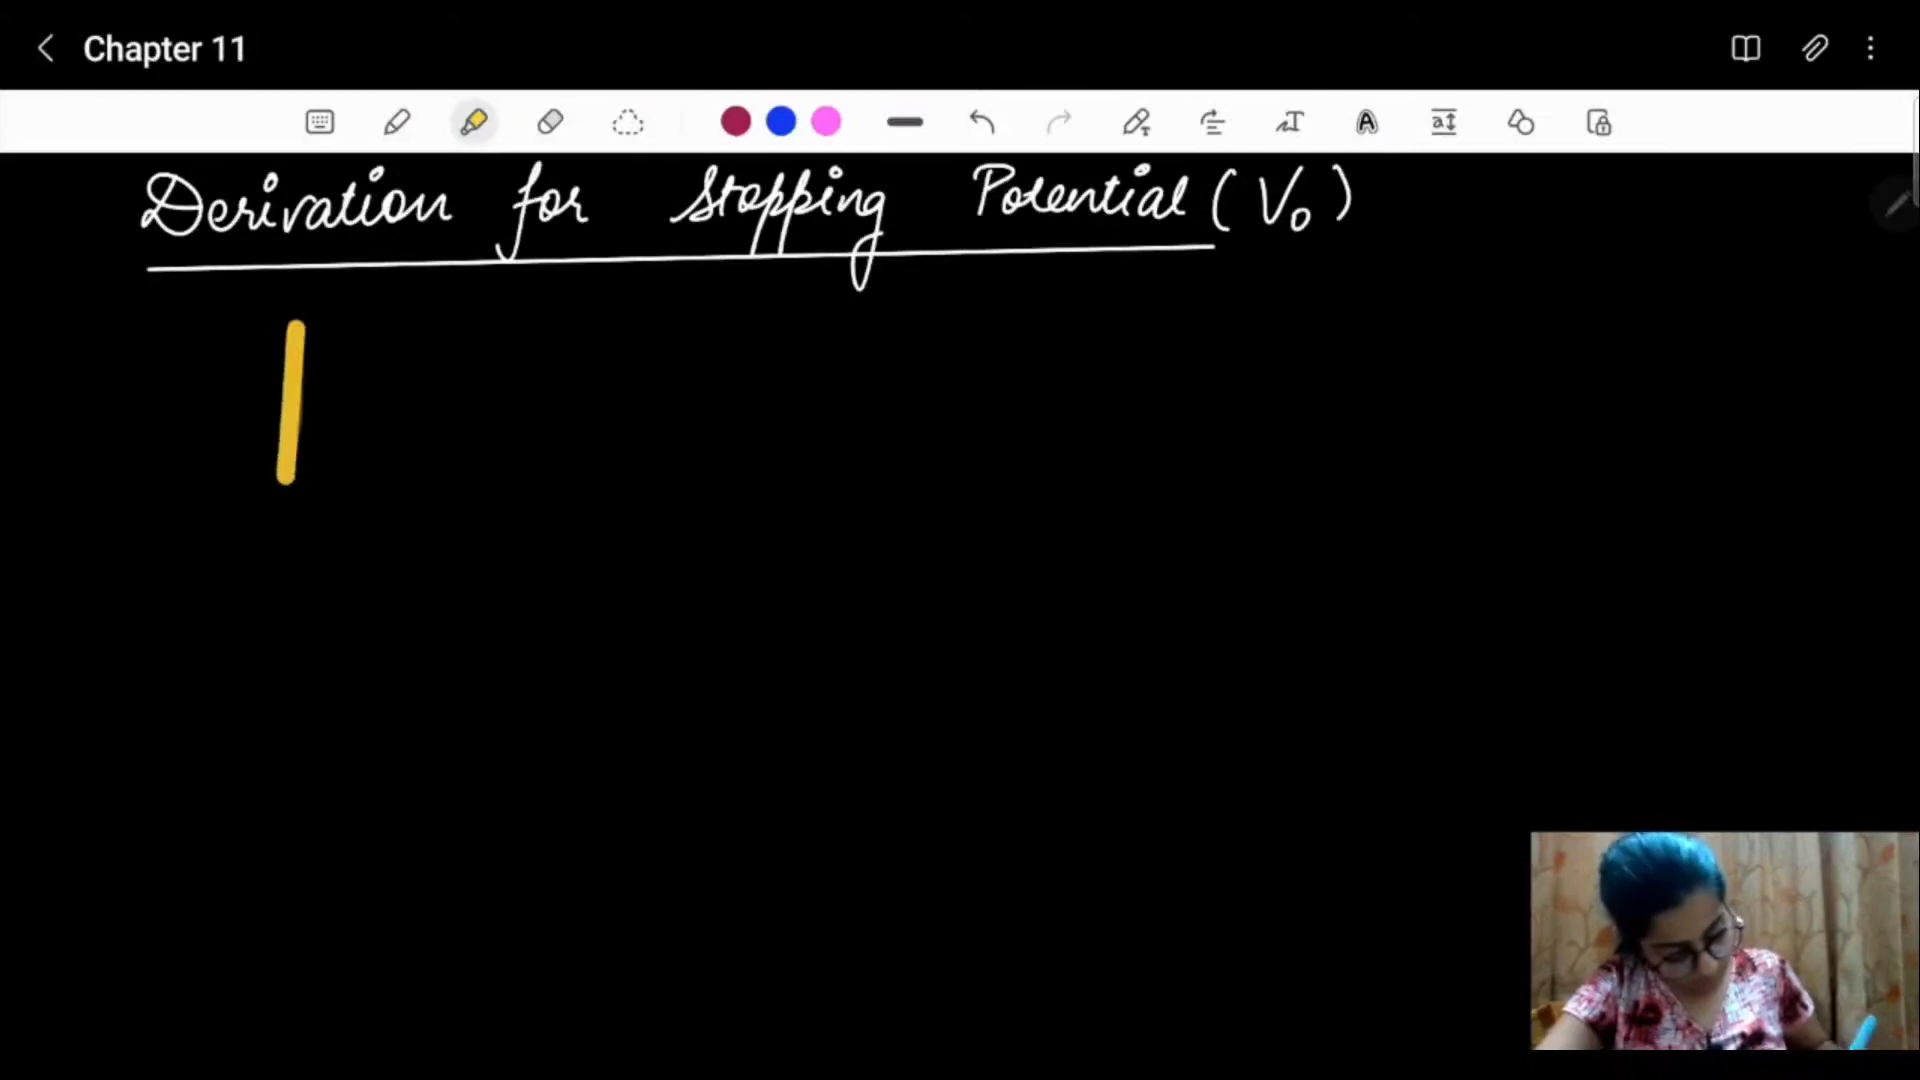 Chapter 11
Derivation for Stopping Potential (V₀)